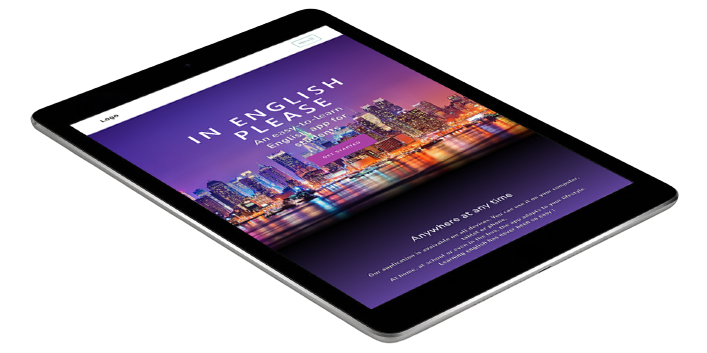 Logo
IN ENGLISH
PLEASE
An easy-to-learn
English app for
students
GET STARTED
Anywhere at any time
Our application is available on all devices. You can use it on your computer,
tablet or phone.
At home, at school or even in the bus, the app adapts to your lifestyle.
Learning english has never been so easy !